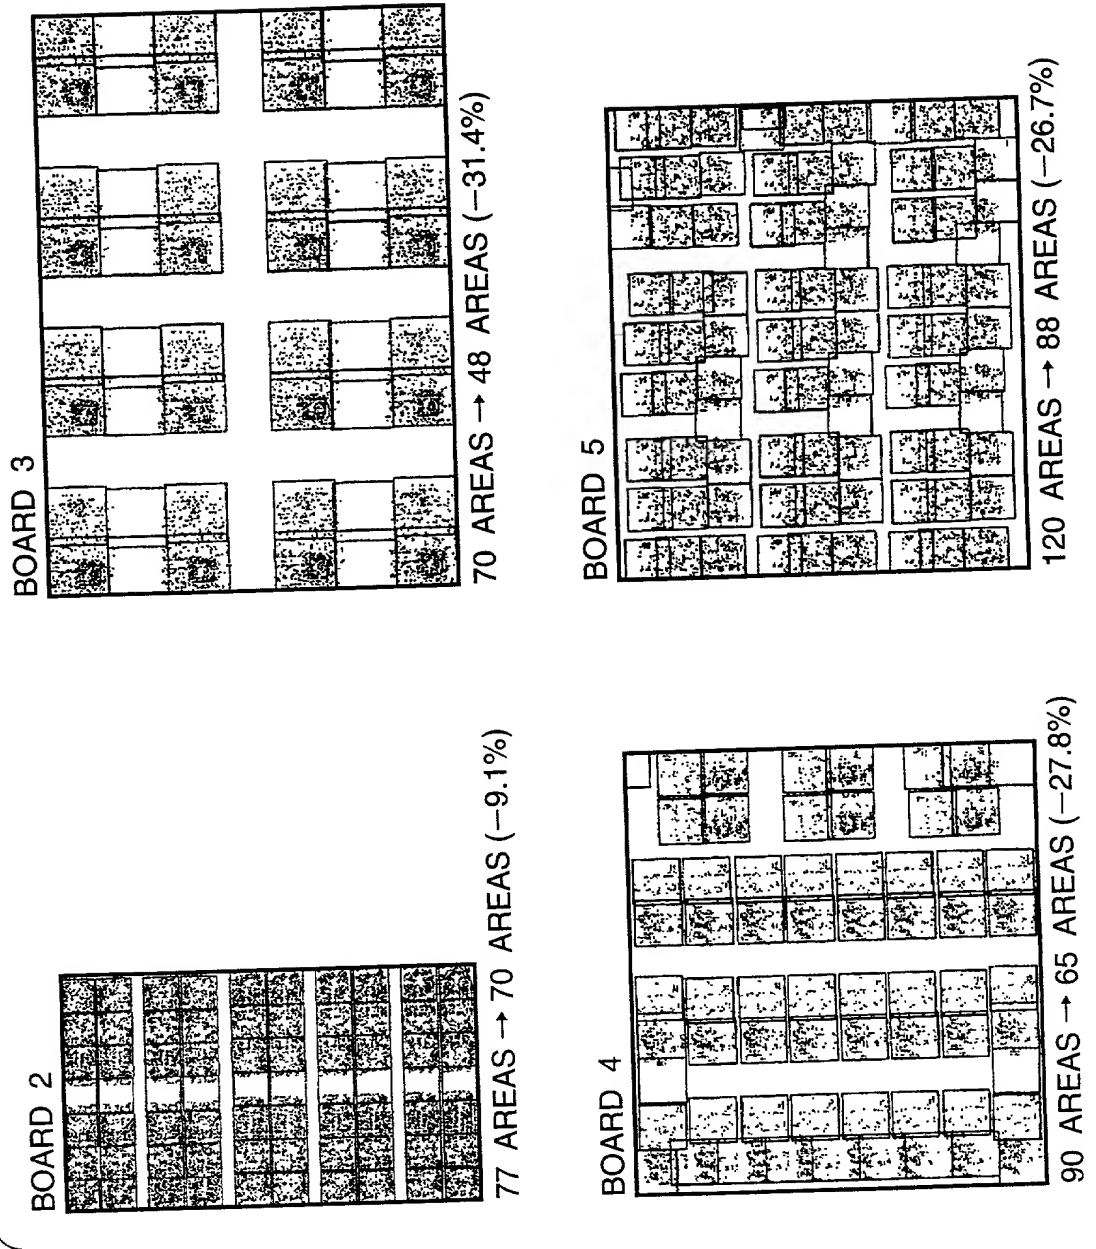 BOARD 2
77 AREAS → 70 AREAS (−9.1%)
BOARD 3
70 AREAS → 48 AREAS (−31.4%)
BOARD 4
90 AREAS → 65 AREAS (−27.8%)
BOARD 5
120 AREAS → 88 AREAS (−26.7%)